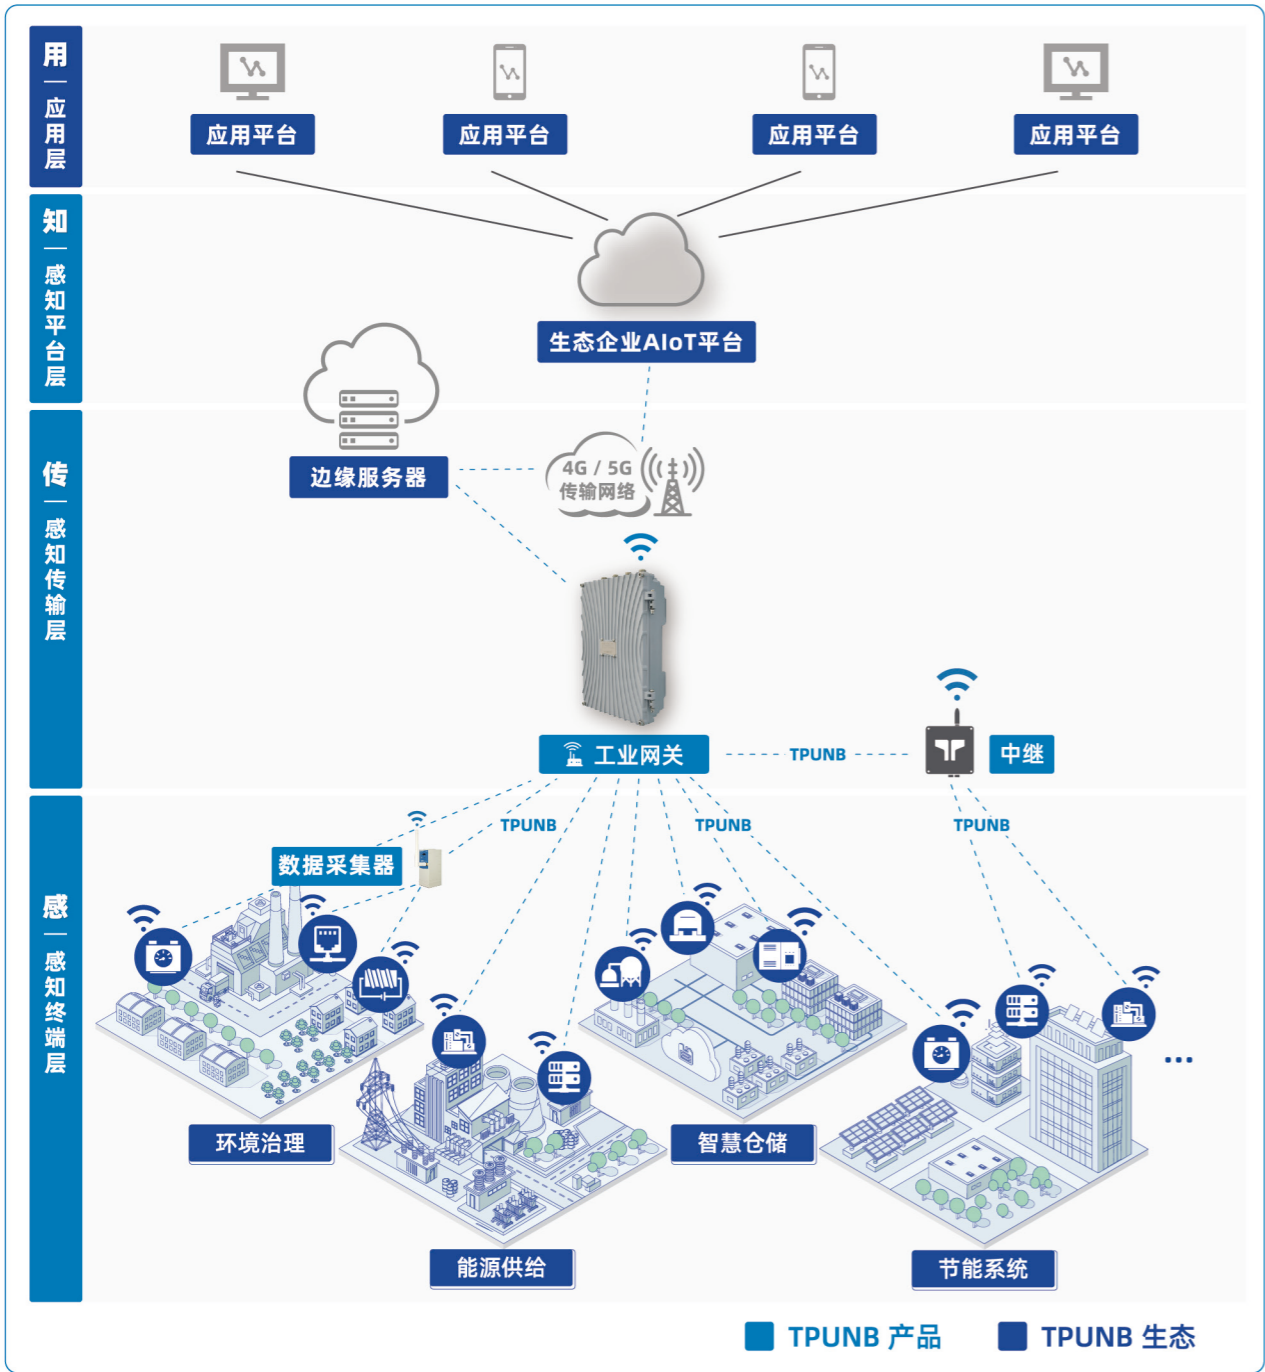 用
应用层
应用平台
应用平台
应用平台
应用平台
知
感知平台层
生态企业AIoT平台
传
感知传输层
边缘服务器
4G / 5G
传输网络
工业网关
TPUNB
中继
感
感知终端层
TPUNB
TPUNB
TPUNB
数据采集器
环境治理
智慧仓储
能源供给
节能系统
...
TPUNB 产品
TPUNB 生态